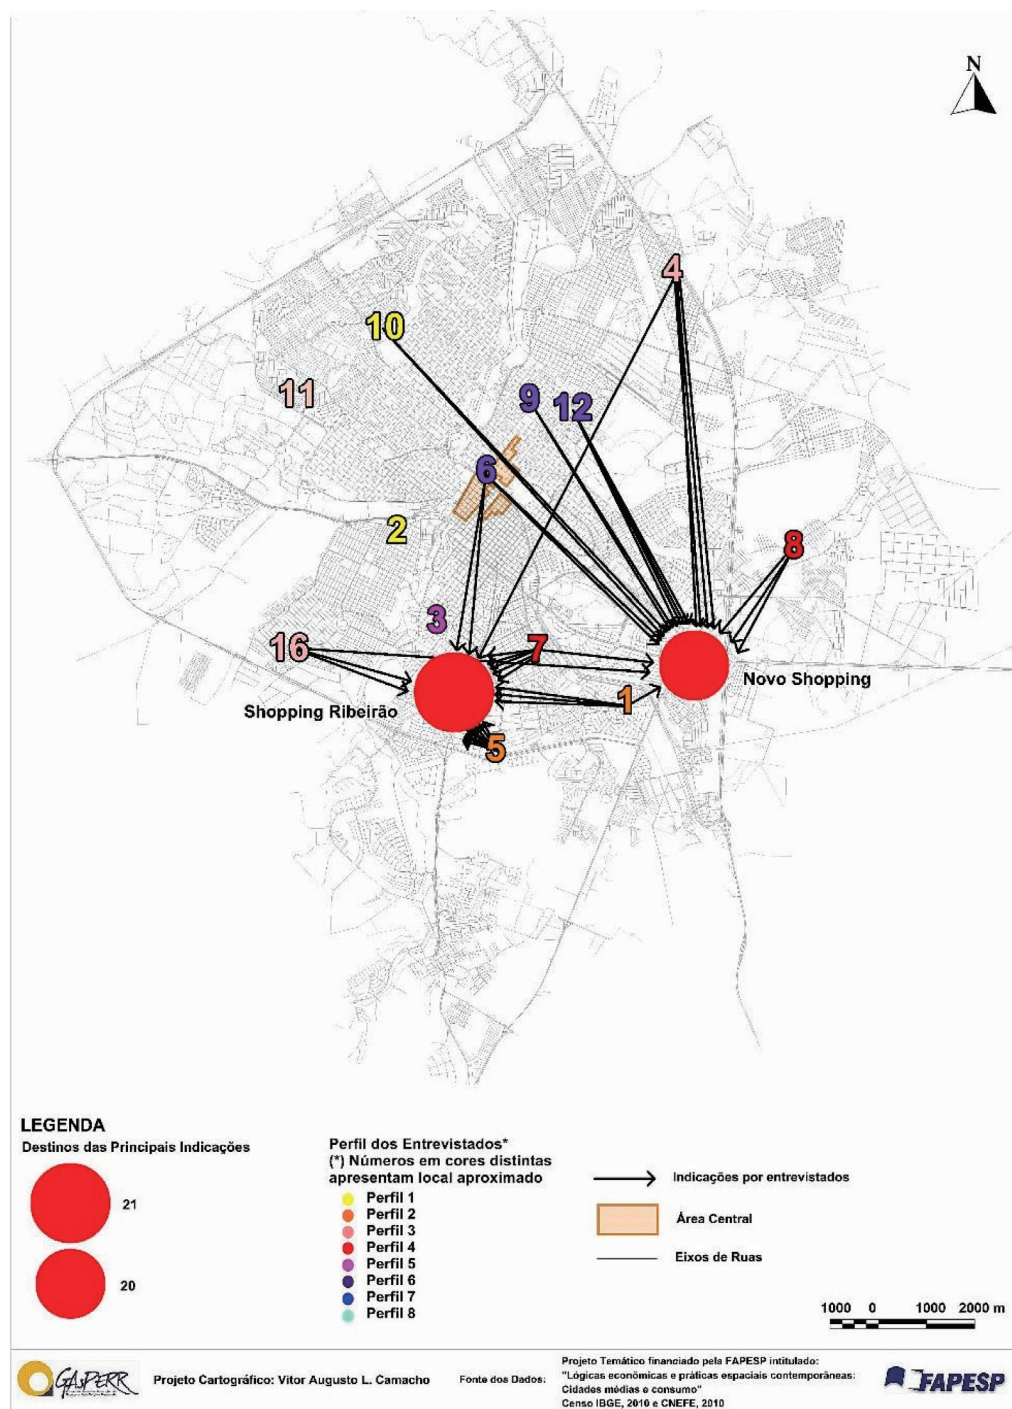 N
4
10
11
9
12
6
2
8
3
7
16
Novo Shopping
1
Shopping Ribeirão
5
LEGENDA
Destinos das Principais Indicações
21
20
Perfil dos Entrevistados*
(*) Números em cores distintas
apresentam local aproximado
Perfil 1
Perfil 2
Perfil 3
Perfil 4
Perfil 5
Perfil 6
Perfil 7
Perfil 8
Indicações por entrevistados
Área Central
Eixos de Ruas
1000 0 1000 2000 m
GAsPERR
Projeto Cartográfico: Vitor Augusto L. Camacho
Fonte dos Dados:
Projeto Temático financiado pela FAPESP intitulado:
"Lógicas econômicas e práticas espaciais contemporâneas:
Cidades médias e consumo"
Censo IBGE, 2010 e CNEFE, 2010
FAPESP